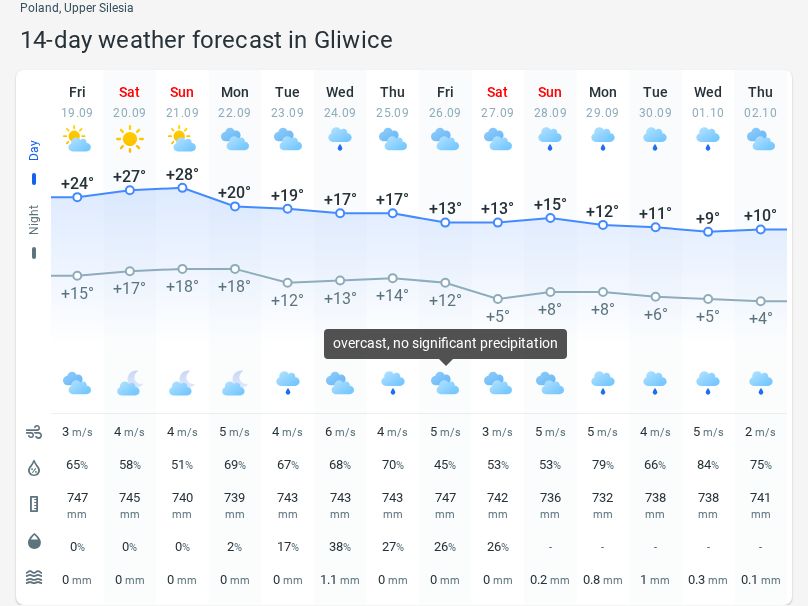 Poland, Upper Silesia
14-day weather forecast in Gliwice
Fri Sat Sun Mon Tue Wed Thu Fri Sat Sun Mon Tue Wed Thu
19.09 20.09 21.09 22.09 23.09 24.09 25.09 26.09 27.09 28.09 29.09 30.09 01.10 02.10
Day
+24° +27° +28° +20° +19° +17° +17° +13° +13° +15° +12° +11° +9° +10°
Night
+15° +17° +18° +18° +12° +13° +14° +12° +5° +8° +8° +6° +5° +4°
overcast, no significant precipitation
3 m/s 4 m/s 4 m/s 5 m/s 4 m/s 6 m/s 4 m/s 5 m/s 3 m/s 5 m/s 5 m/s 4 m/s 5 m/s 2 m/s
65% 58% 51% 69% 67% 68% 70% 45% 53% 53% 79% 66% 84% 75%
747 745 740 739 743 743 743 747 742 736 732 738 738 741
mm mm mm mm mm mm mm mm mm mm mm mm mm mm
0% 0% 0% 2% 17% 38% 27% 26% 26% - - - - -
0 mm 0 mm 0 mm 0 mm 0 mm 1.1 mm 0 mm 0 mm 0 mm 0.2 mm 0.8 mm 1 mm 0.3 mm 0.1 mm